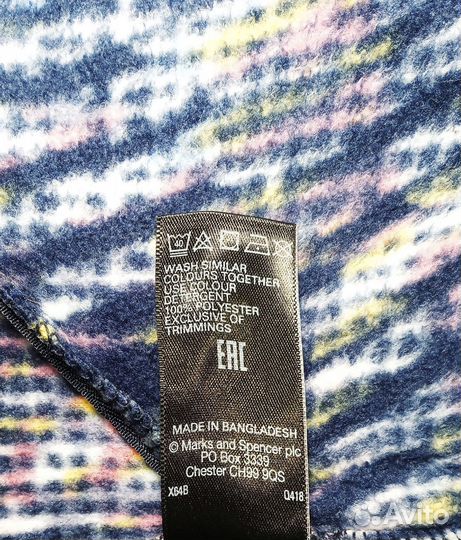 40
WASH SIMILAR
COLOURS TOGETHER
USE COLOUR
DETERGENT
100% POLYESTER
EXCLUSIVE OF
TRIMMINGS
EAC
MADE IN BANGLADESH
© Marks and Spencer plc
PO Box 3339
Chester CH99 9QS
X64B Q418
Avito